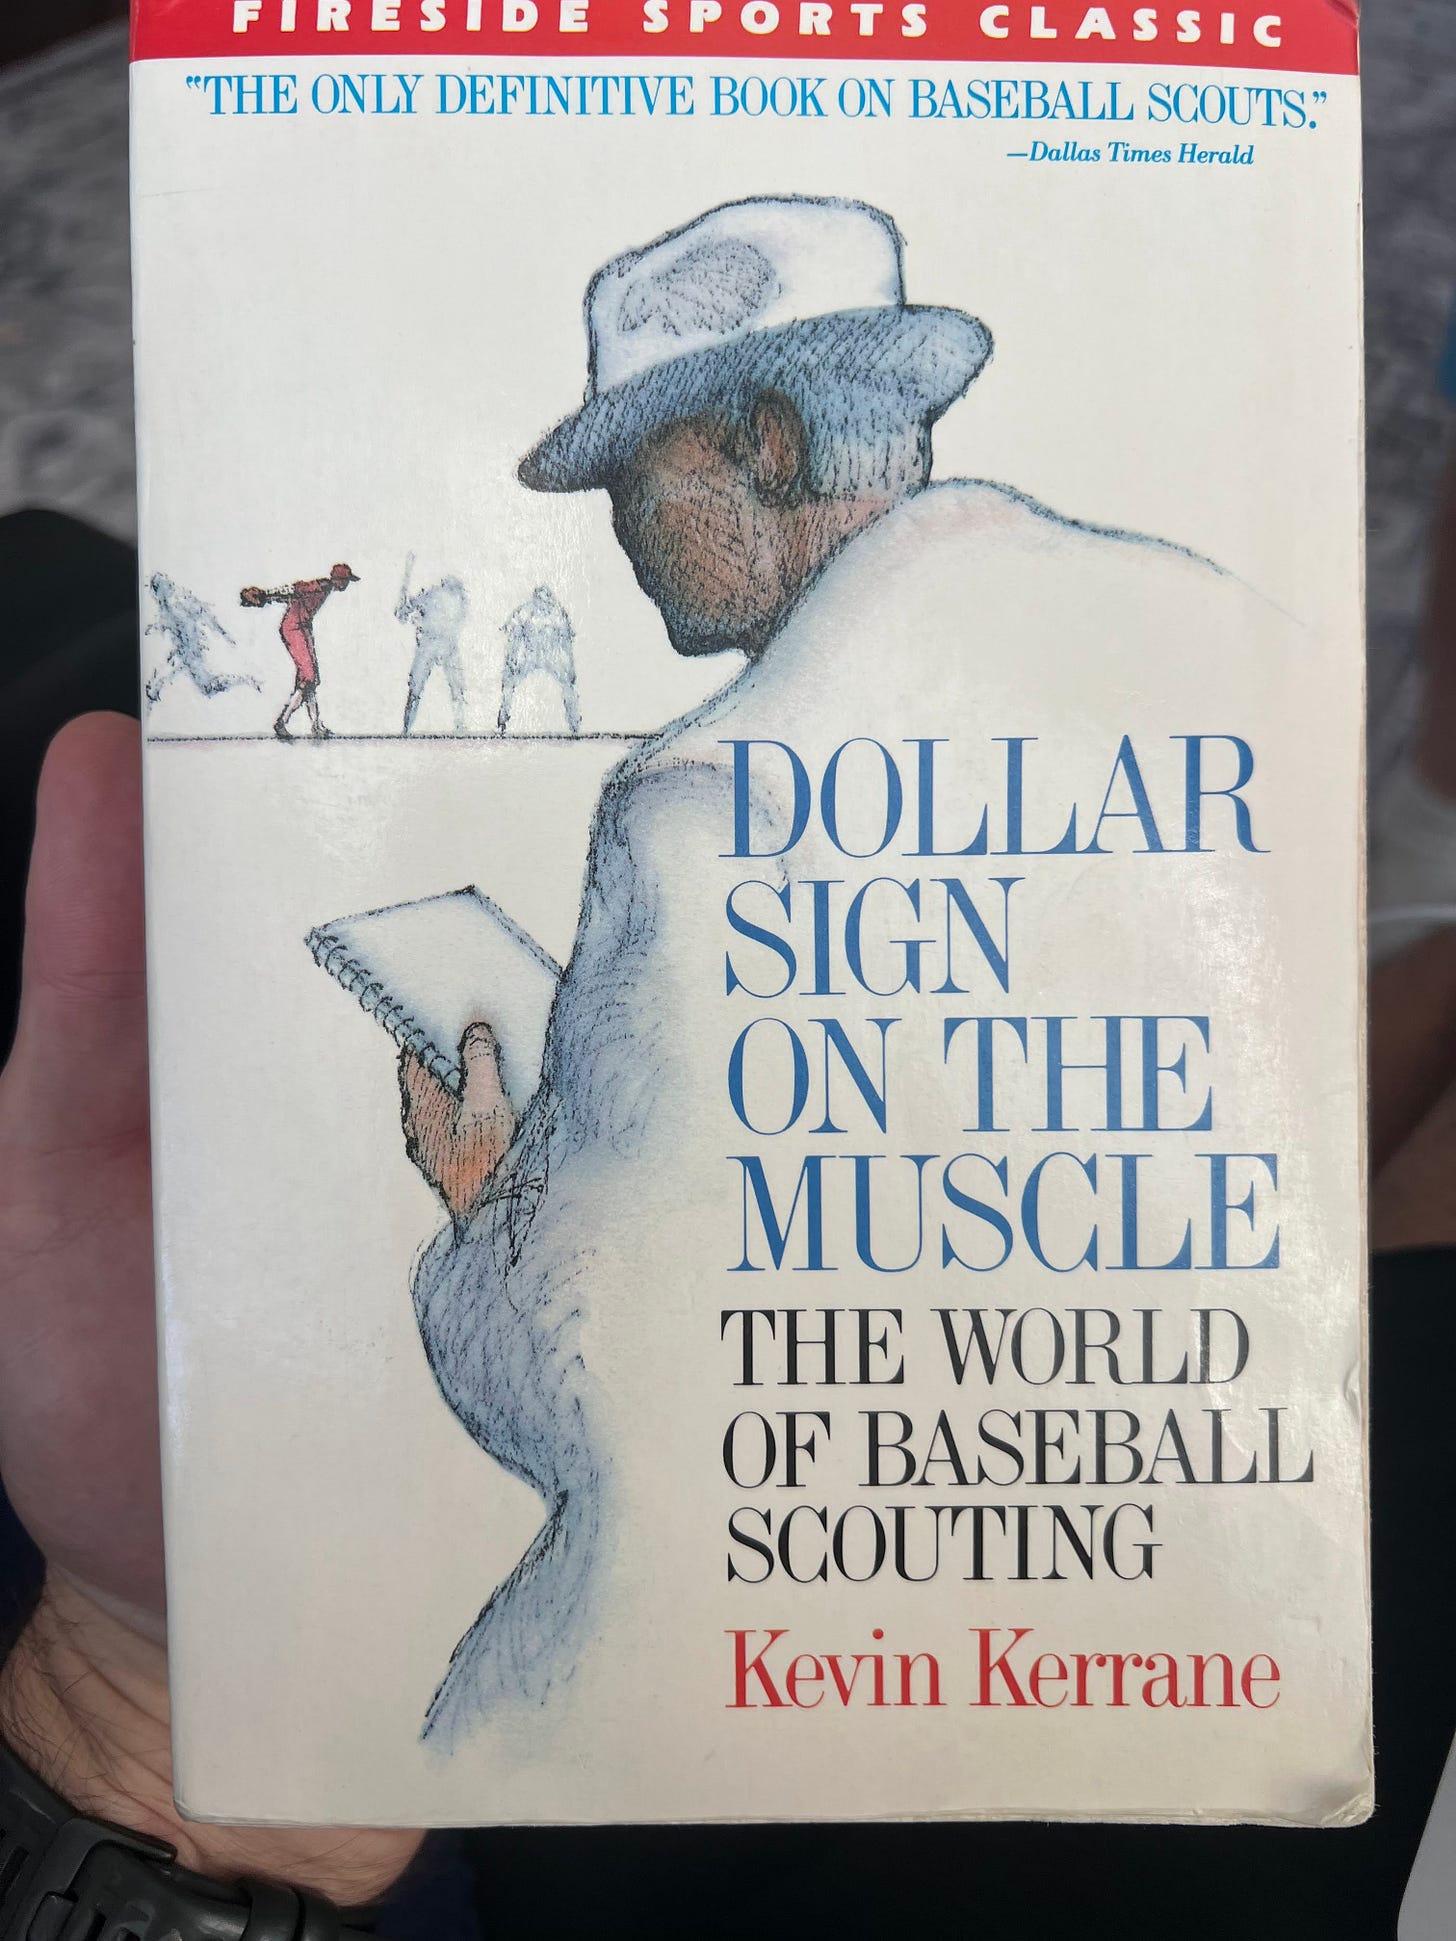 FIRESIDE SPORTS CLASSIC
“THE ONLY DEFINITIVE BOOK ON BASEBALL SCOUTS.”
—Dallas Times Herald
DOLLAR
SIGN
ON THE
MUSCLE
THE WORLD
OF BASEBALL
SCOUTING
Kevin Kerrane